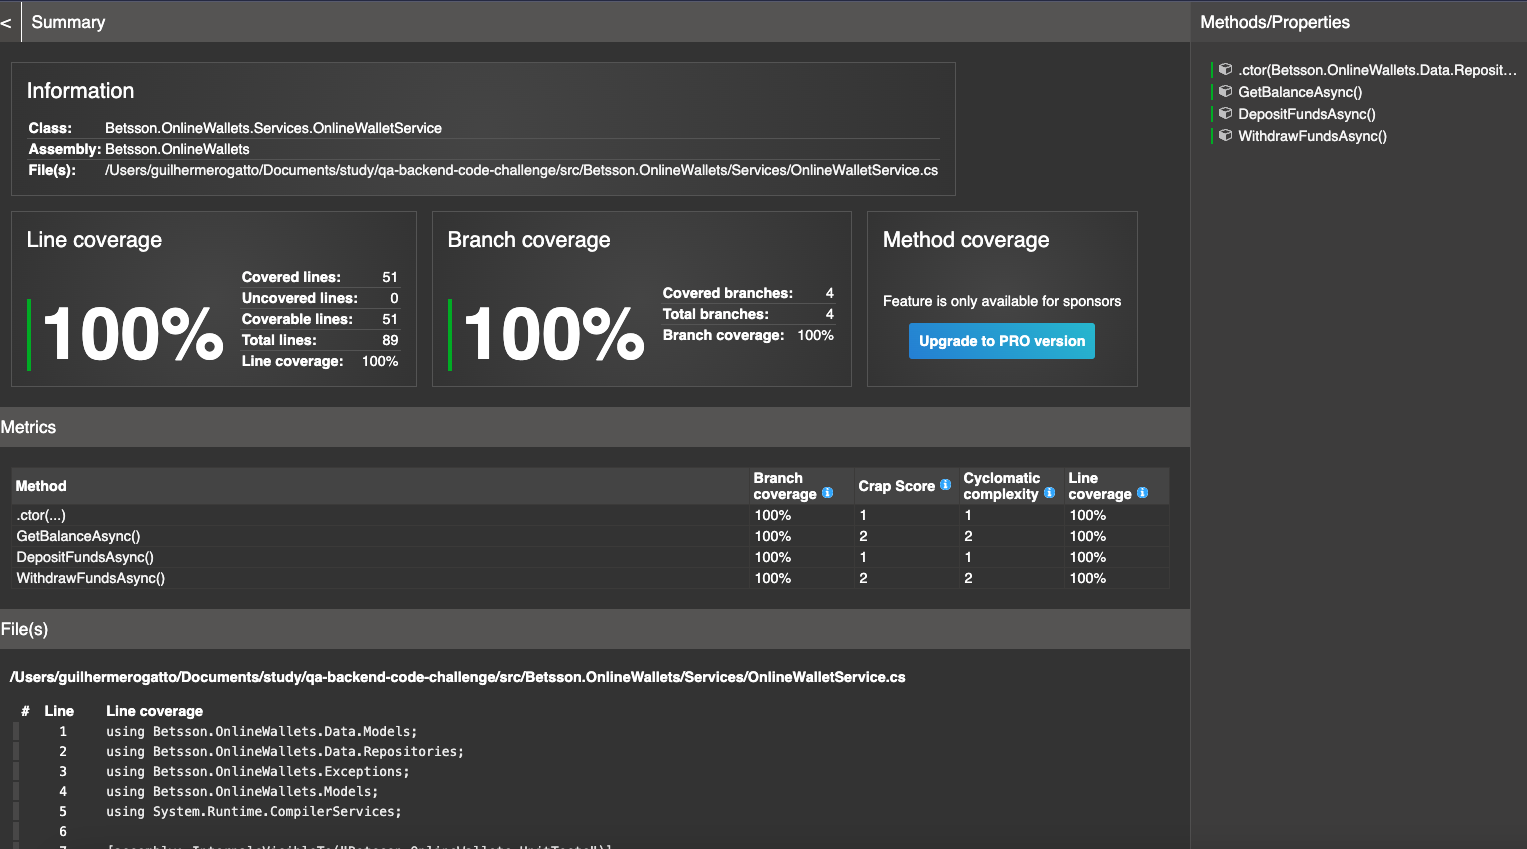 < Summary
Information
Class: Betsson.OnlineWallets.Services.OnlineWalletService
Assembly: Betsson.OnlineWallets
File(s): /Users/guilhermerogatto/Documents/study/qa-backend-code-challenge/src/Betsson.OnlineWallets/Services/OnlineWalletService.cs
Line coverage
100%
Covered lines: 51
Uncovered lines: 0
Coverable lines: 51
Total lines: 89
Line coverage: 100%
Branch coverage
100%
Covered branches: 4
Total branches: 4
Branch coverage: 100%
Method coverage
Feature is only available for sponsors
Upgrade to PRO version
Metrics
Method Branch coverage Crap Score Cyclomatic complexity Line coverage
.ctor(...) 100% 1 1 100%
GetBalanceAsync() 100% 2 2 100%
DepositFundsAsync() 100% 1 1 100%
WithdrawFundsAsync() 100% 2 2 100%
File(s)
/Users/guilhermerogatto/Documents/study/qa-backend-code-challenge/src/Betsson.OnlineWallets/Services/OnlineWalletService.cs
# Line Line coverage
1 using Betsson.OnlineWallets.Data.Models;
2 using Betsson.OnlineWallets.Data.Repositories;
3 using Betsson.OnlineWallets.Exceptions;
4 using Betsson.OnlineWallets.Models;
5 using System.Runtime.CompilerServices;
6
7 [assembly: InternalsVisibleTo("Betsson.OnlineWallets.UnitTests")]
Methods/Properties
.ctor(Betsson.OnlineWallets.Data.Reposit...
GetBalanceAsync()
DepositFundsAsync()
WithdrawFundsAsync()